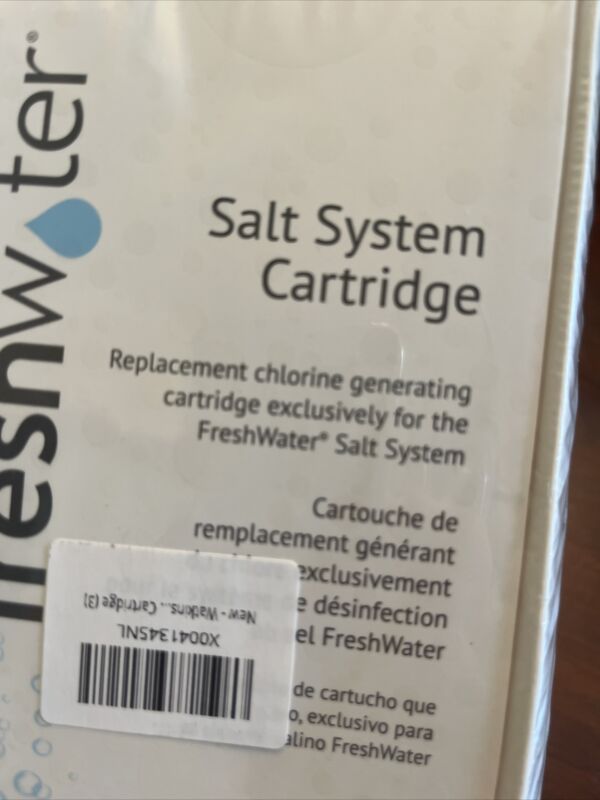 freshwater®
Salt System
Cartridge
Replacement chlorine generating
cartridge exclusively for the
FreshWater® Salt System
Cartouche de
remplacement générant
exclusivement
désinfection
FreshWater
de cartucho que
exclusivo para
FreshWater
New - Watkins... Cartridge (3)
X004134SNL